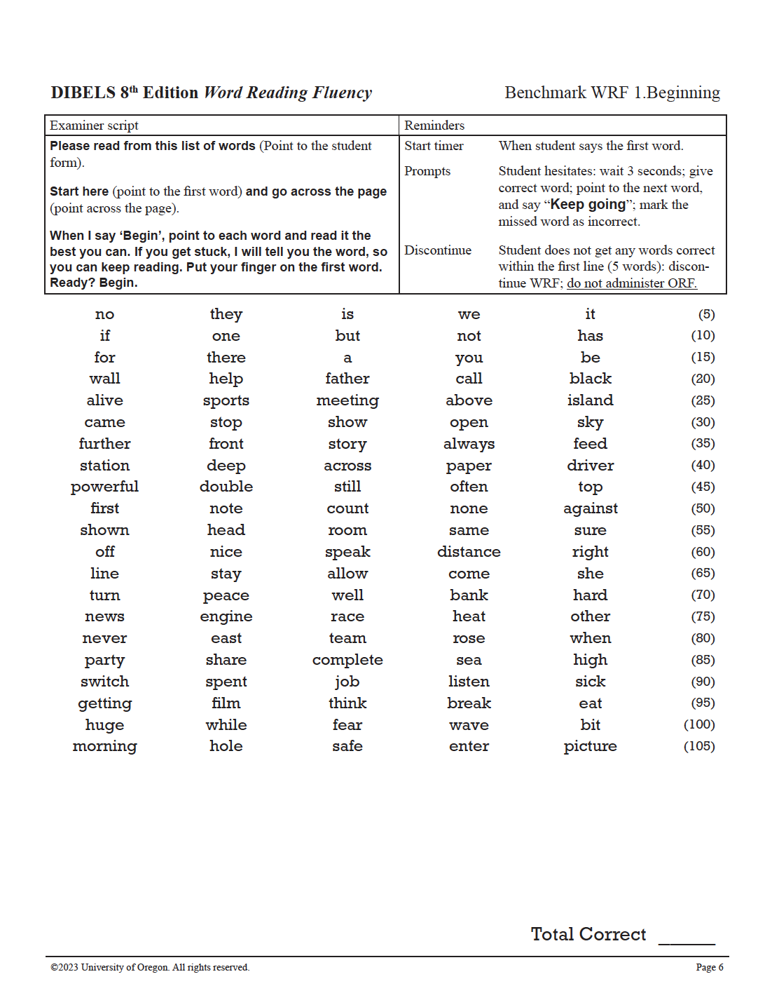 DIBELS 8th Edition Word Reading Fluency Benchmark WRF 1.Beginning
Examiner script
Please read from this list of words (Point to the student
form).
Start here (point to the first word) and go across the page
(point across the page).
When I say ‘Begin’, point to each word and read it the
best you can. If you get stuck, I will tell you the word, so
you can keep reading. Put your finger on the first word.
Ready? Begin.
Reminders
Start timer When student says the first word.
Prompts Student hesitates: wait 3 seconds; give
correct word; point to the next word,
and say “Keep going”; mark the
missed word as incorrect.
Discontinue Student does not get any words correct
within the first line (5 words): discon-
tinue WRF; do not administer ORF.
no they is we it (5)
if one but not has (10)
for there a you be (15)
wall help father call black (20)
alive sports meeting above island (25)
came stop show open sky (30)
further front story always feed (35)
station deep across paper driver (40)
powerful double still often top (45)
first note count none against (50)
shown head room same sure (55)
off nice speak distance right (60)
line stay allow come she (65)
turn peace well bank hard (70)
news engine race heat other (75)
never east team rose when (80)
party share complete sea high (85)
switch spent job listen sick (90)
getting film think break eat (95)
huge while fear wave bit (100)
morning hole safe enter picture (105)
Total Correct ______
©2023 University of Oregon. All rights reserved. Page 6